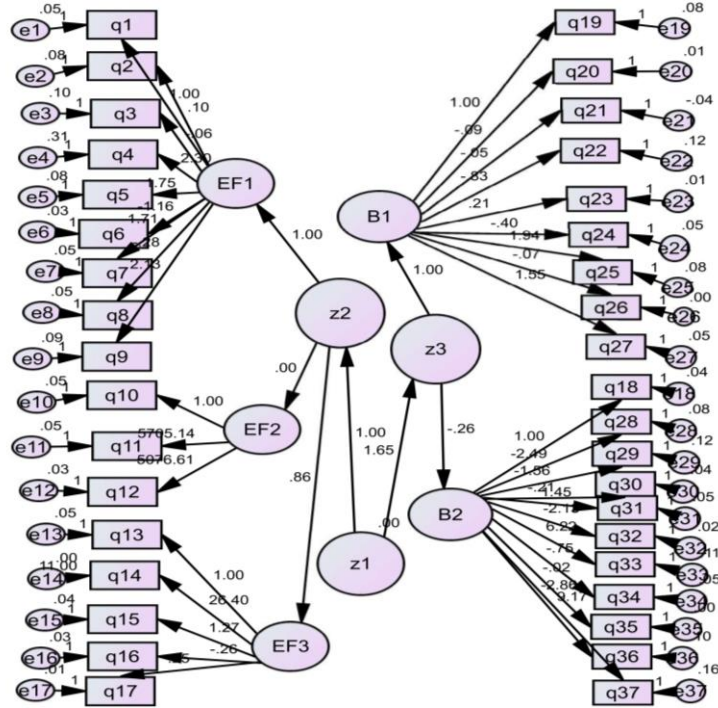 e1 .05 1 q1
e2 .08 1 q2
e3 .10 1 q3
e4 .31 1 q4
e5 .08 1 q5
e6 .03 1 q6
e7 .05 1 q7
e8 .05 1 q8
e9 .09 1 q9
e10 .05 1 q10
e11 .05 1 q11
e12 .03 1 q12
e13 .05 1 q13
e14 .00 1 q14
e15 .04 1 q15
e16 .03 1 q16
e17 .01 1 q17
1.00
.10
-.06
2.30
1.75
-1.16
1.71
2.13
EF1
1.00
z2
.00
1.00
5705.14
5076.61
EF2
.86
1.00
26.40
1.27
-.26
EF3
1.00
1.65
.00
z1
z3
1.00
-.26
B1
1.00
-.09
-.05
-.83
.21
-.40
1.94
-.07
1.55
B2
1.00
-2.49
-1.86
-.21
1.45
6.22
-.75
-.02
-2.86
9.17
q19 1 .08 e19
q20 1 .01 e20
q21 1 -.04 e21
q22 1 .12 e22
q23 1 .01 e23
q24 1 .05 e24
q25 1 .08 e25
q26 1 .00 e26
q27 1 .05 e27
q18 1 .04 e18
q28 1 .08 e28
q29 1 .12 e29
q30 1 .04 e30
q31 1 .05 e31
q32 1 .02 e32
q33 1 e33
q34 1 .05 e34
q35 1 e35
q36 1 e36
q37 1 .16 e37